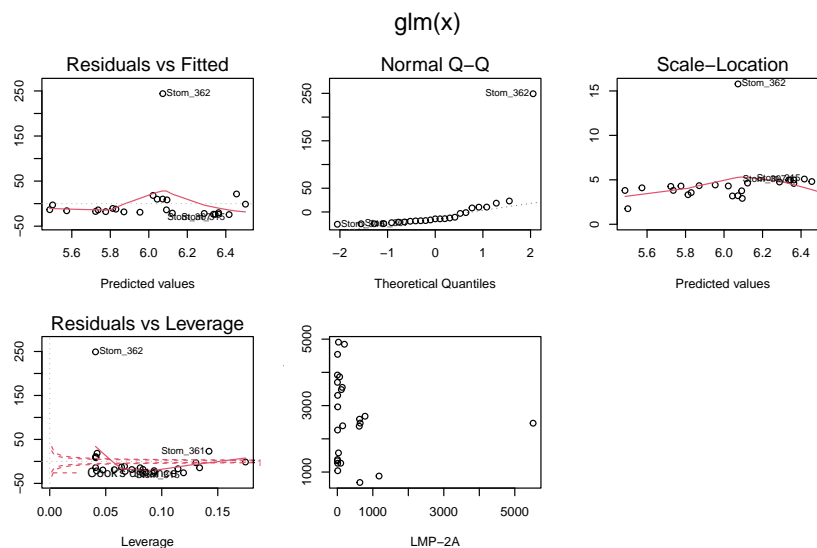 glm(x)
Residuals vs Fitted
Stom_362
250
150
50
0
-50
5.6 5.8 6.0 6.2 6.4
Predicted values
Normal Q−Q
Stom_362
250
150
50
0
−2 −1 0 1 2
Theoretical Quantiles
Scale−Location
Stom_362
15
10
5
0
5.6 5.8 6.0 6.2 6.4
Predicted values
Residuals vs Leverage
Stom_362
Stom_361
250
150
50
0
-50
0.00 0.05 0.10 0.15
Leverage
5000
3000
1000
0 1000 3000 5000
LMP−2A